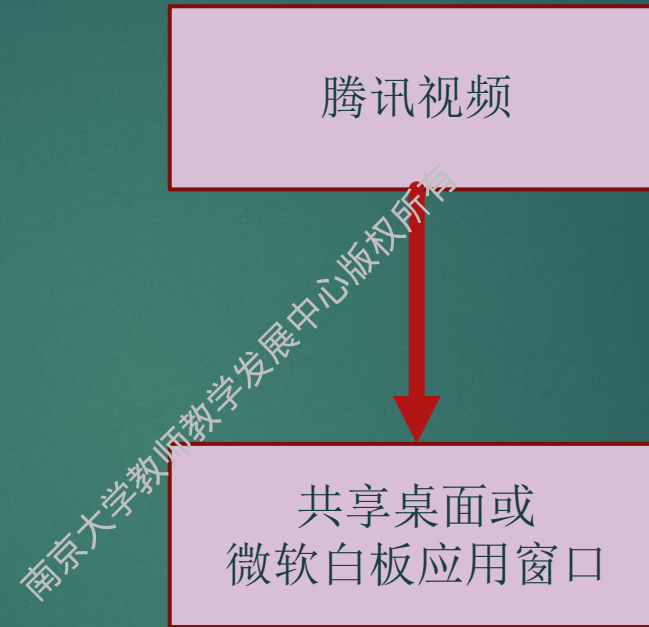 腾讯视频
南京大学教师教学发展中心版权所有
共享桌面或
微软白板应用窗口